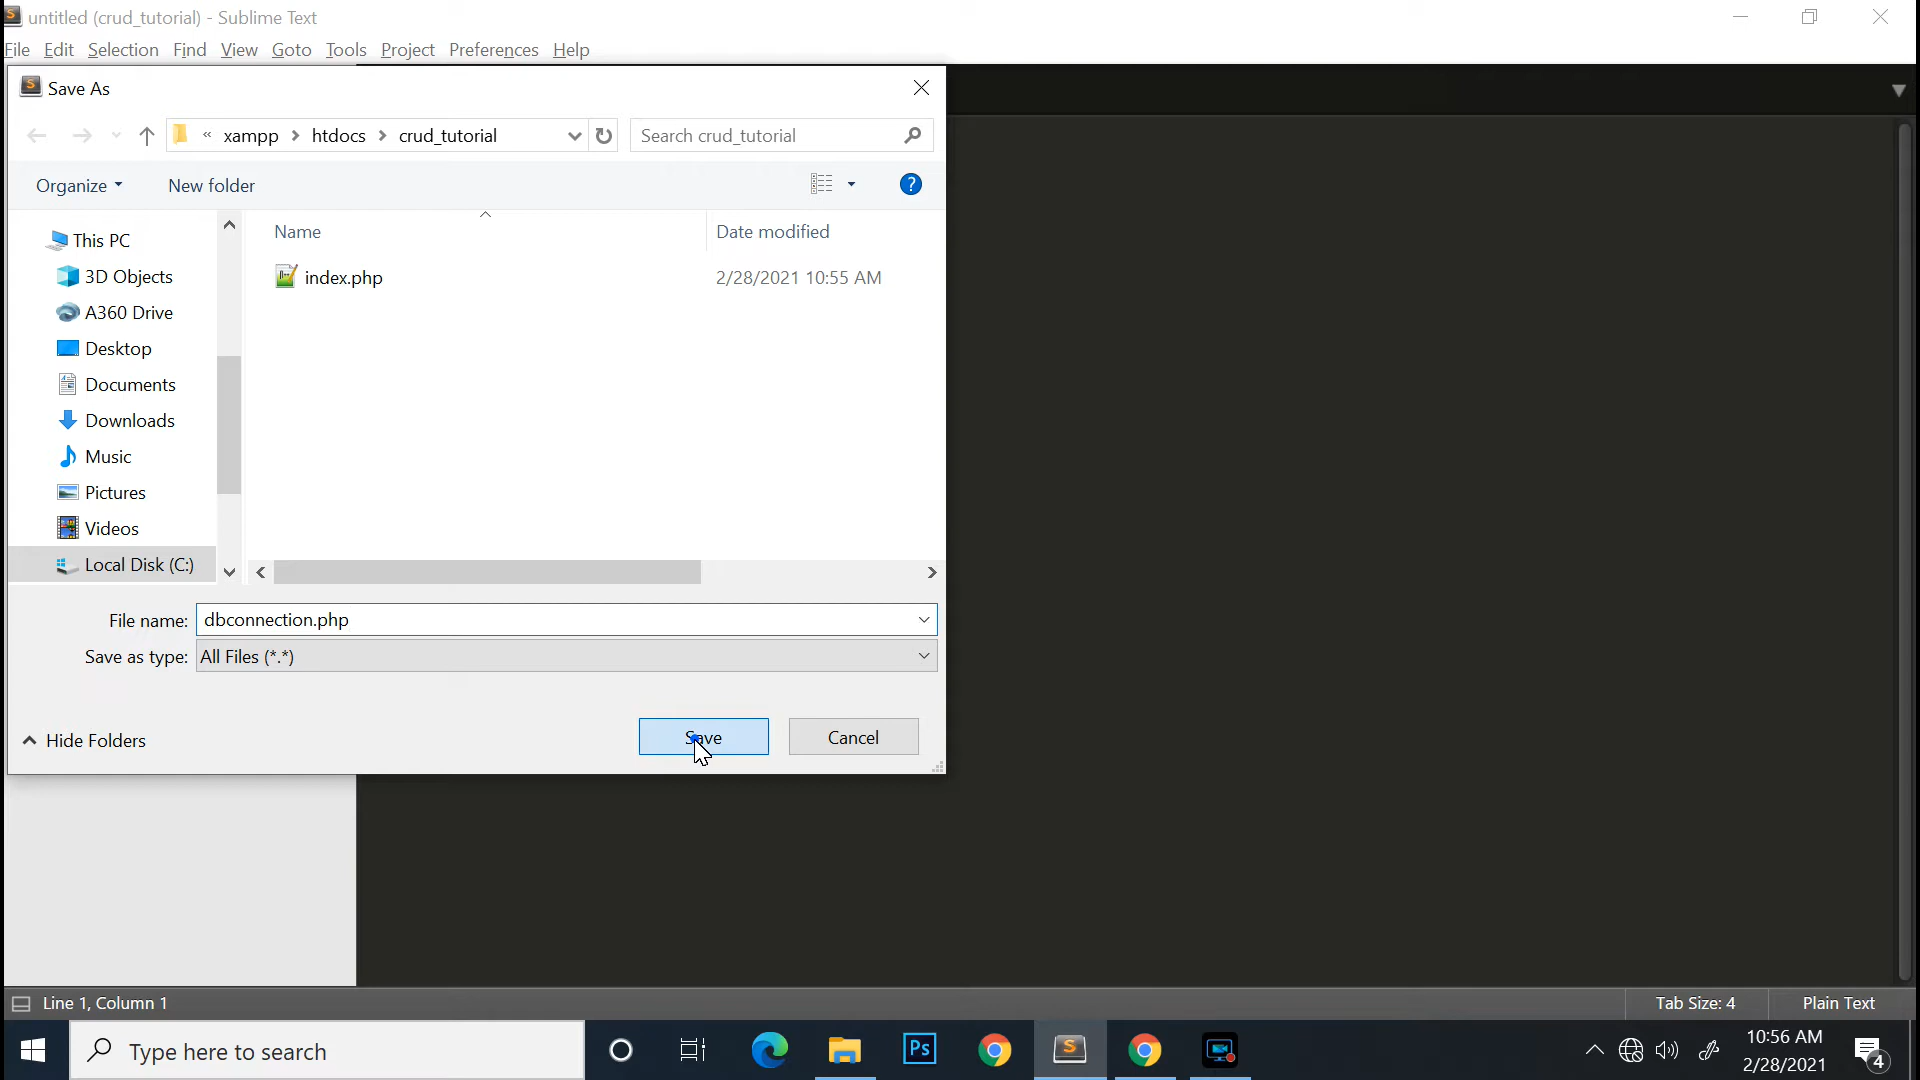 untitled (crud_tutorial) - Sublime Text
File Edit Selection Find View Goto Tools Project Preferences Help
Save As
« xampp > htdocs > crud_tutorial
Search crud_tutorial
Organize
New folder
Name
Date modified
index.php
2/28/2021 10:55 AM
This PC
3D Objects
A360 Drive
Desktop
Documents
Downloads
Music
Pictures
Videos
Local Disk (C:)
File name: dbconnection.php
Save as type: All Files (*.*)
Hide Folders
Save
Cancel
Line 1, Column 1
Tab Size: 4
Plain Text
Type here to search
Ps
10:56 AM
2/28/2021
4